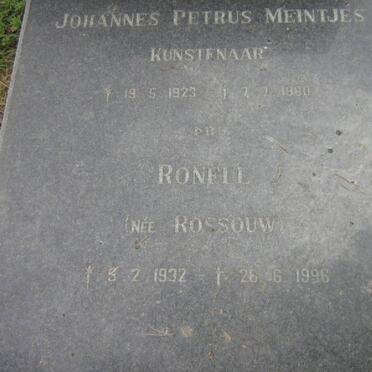 JOHANNES PETRUS MEINTJES
KUNSTENAAR
19.5.1923 - † 7.7.1980
RONELL
(NÉE ROSSOUW)
3.2.1932 - † 26.6.1996